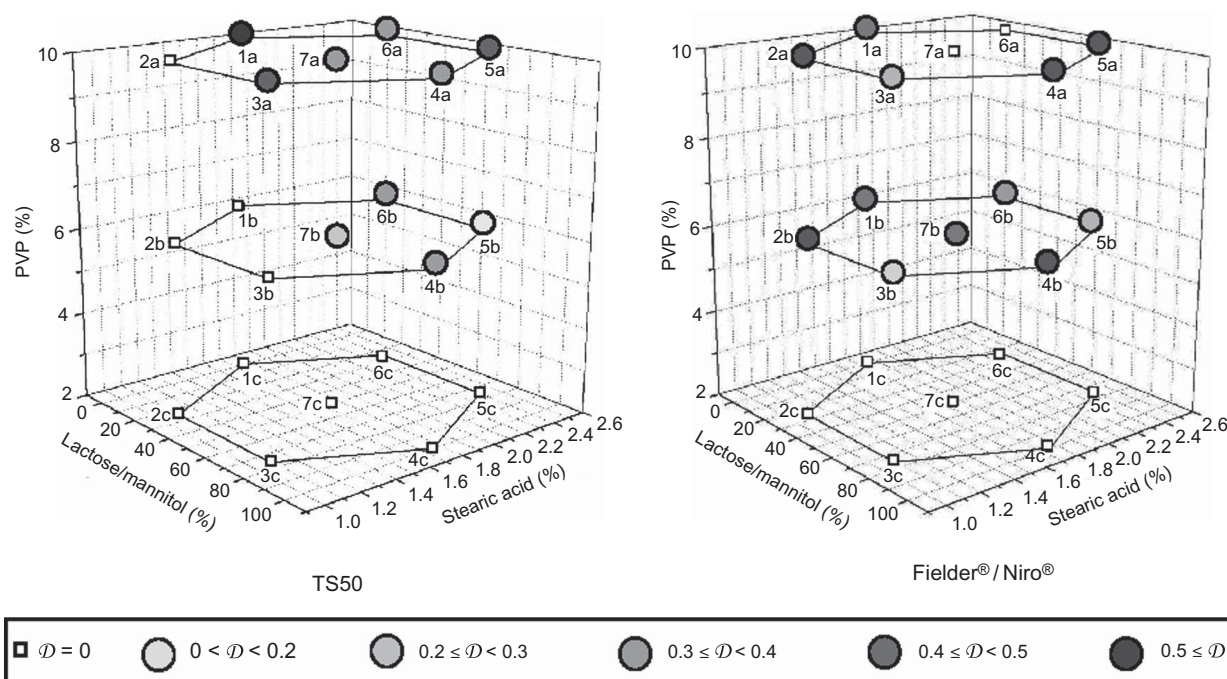 10
8
6
4
2
PVP (%)
1a
2a
3a
4a
5a
6a
7a
1b
2b
3b
4b
5b
6b
7b
1c
2c
3c
4c
5c
6c
7c
0
20
40
60
80
100
Lactose/mannitol (%)
1.0
1.2
1.4
1.6
1.8
2.0
2.2
2.4
2.6
Stearic acid (%)
TS50
10
8
6
4
2
PVP (%)
1a
2a
3a
4a
5a
6a
7a
1b
2b
3b
4b
5b
6b
7b
1c
2c
3c
4c
5c
6c
7c
0
20
40
60
80
100
Lactose/mannitol (%)
1.0
1.2
1.4
1.6
1.8
2.0
2.2
2.4
2.6
Stearic acid (%)
Fielder® / Niro®
𝒟 = 0
0 < 𝒟 < 0.2
0.2 ≤ 𝒟 < 0.3
0.3 ≤ 𝒟 < 0.4
0.4 ≤ 𝒟 < 0.5
0.5 ≤ 𝒟